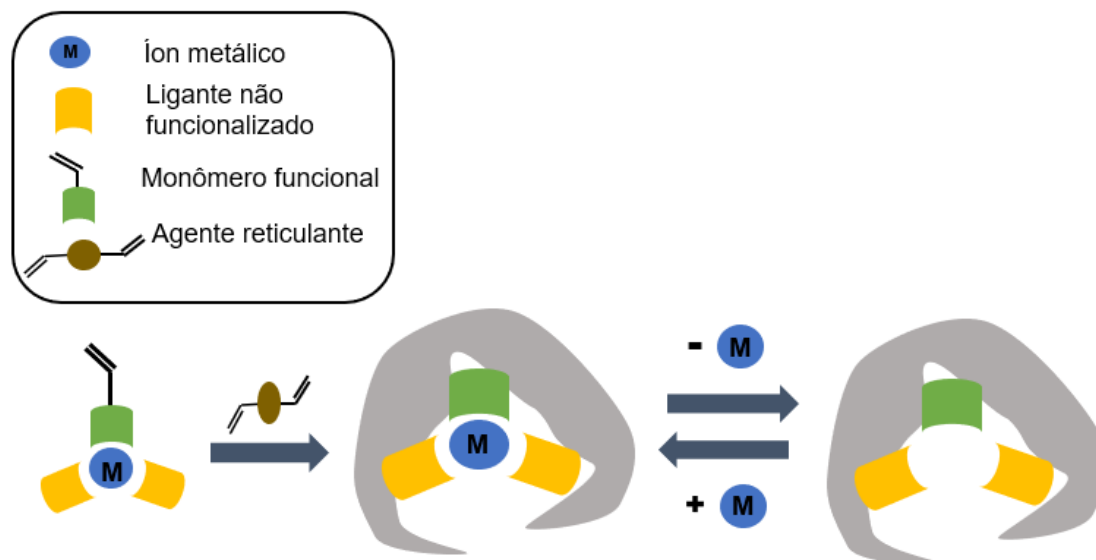 M
Íon metálico
Ligante não
funcionalizado
Monômero funcional
Agente reticulante
- M
M
M
M
+ M